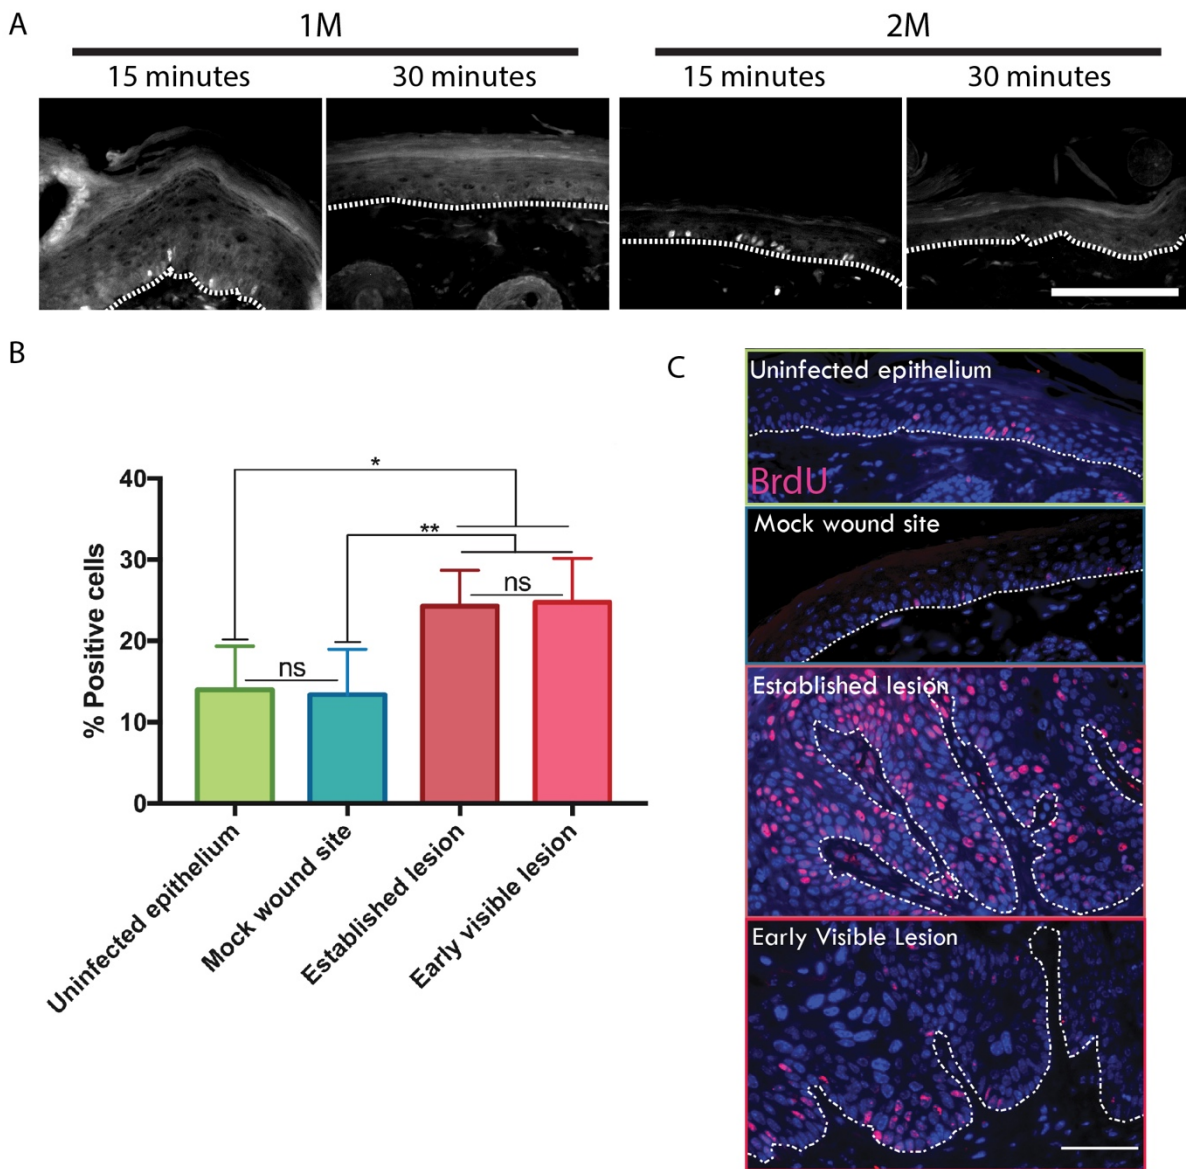 A
1M
2M
15 minutes
30 minutes
15 minutes
30 minutes
B
% Positive cells
40
30
20
10
0
*
**
ns
ns
Uninfected epithelium
Mock wound site
Established lesion
Early visible lesion
C
Uninfected epithelium
BrdU
Mock wound site
Established lesion
Early Visible Lesion